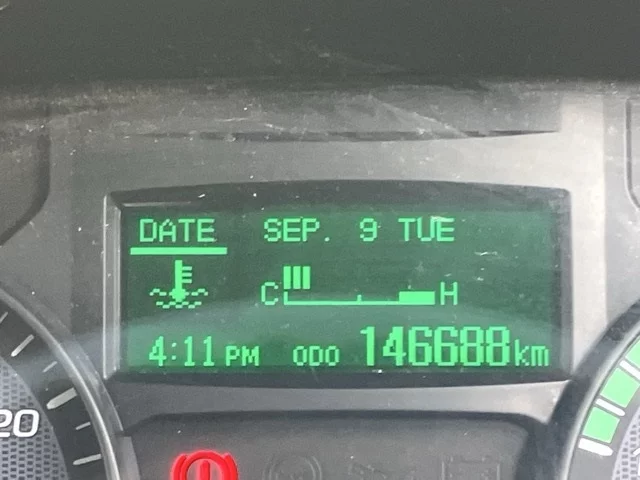 DATE SEP. 9 TUE
C H
4:11 PM ODO 146688 km
20